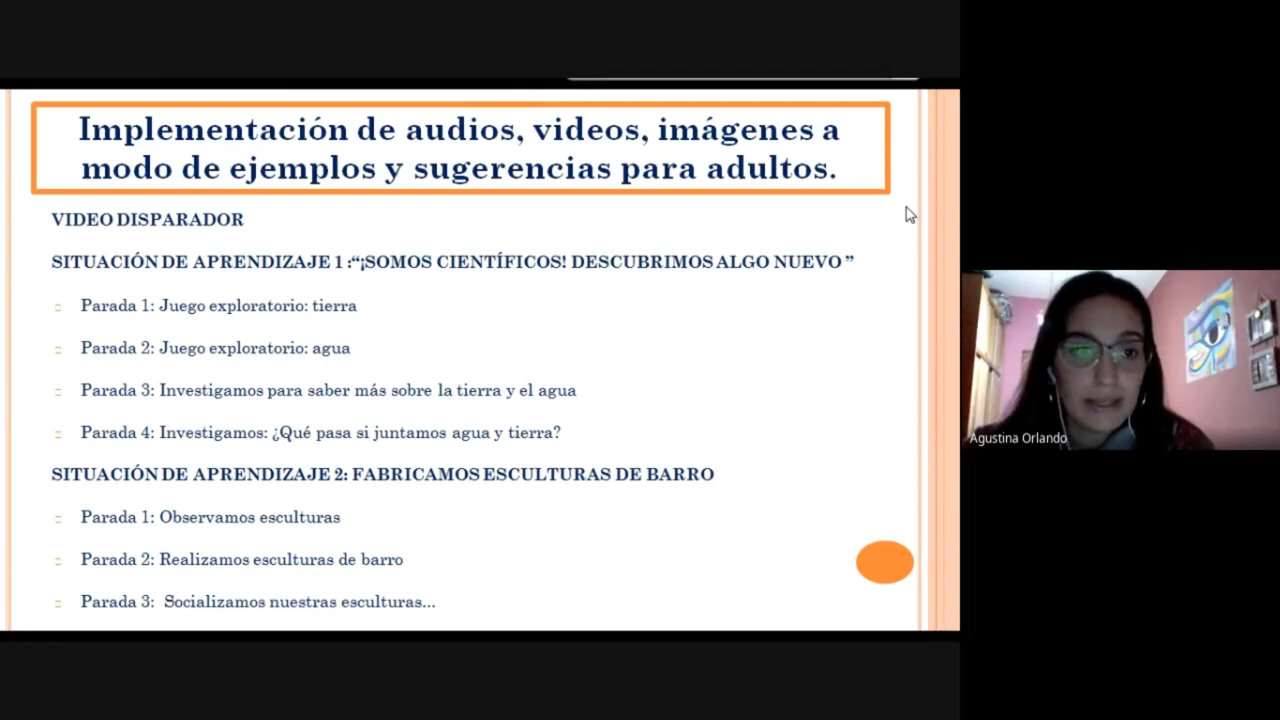 Implementación de audios, videos, imágenes a
modo de ejemplos y sugerencias para adultos.
VIDEO DISPARADOR
SITUACIÓN DE APRENDIZAJE 1 :“¡SOMOS CIENTÍFICOS! DESCUBRIMOS ALGO NUEVO ”
Parada 1: Juego exploratorio: tierra
Parada 2: Juego exploratorio: agua
Parada 3: Investigamos para saber más sobre la tierra y el agua
Parada 4: Investigamos: ¿Qué pasa si juntamos agua y tierra?
SITUACIÓN DE APRENDIZAJE 2: FABRICAMOS ESCULTURAS DE BARRO
Parada 1: Observamos esculturas
Parada 2: Realizamos esculturas de barro
Parada 3: Socializamos nuestras esculturas...
Agustina Orlando